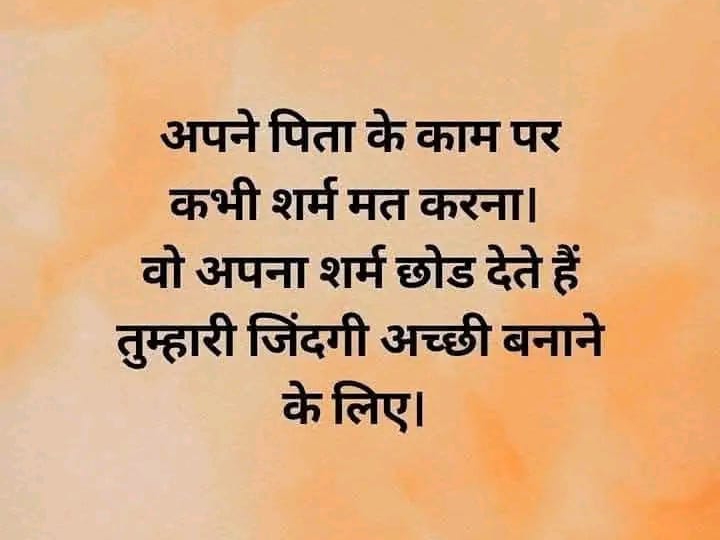 अपने पिता के काम पर
कभी शर्म मत करना।
वो अपना शर्म छोड देते हैं
तुम्हारी जिंदगी अच्छी बनाने
के लिए।